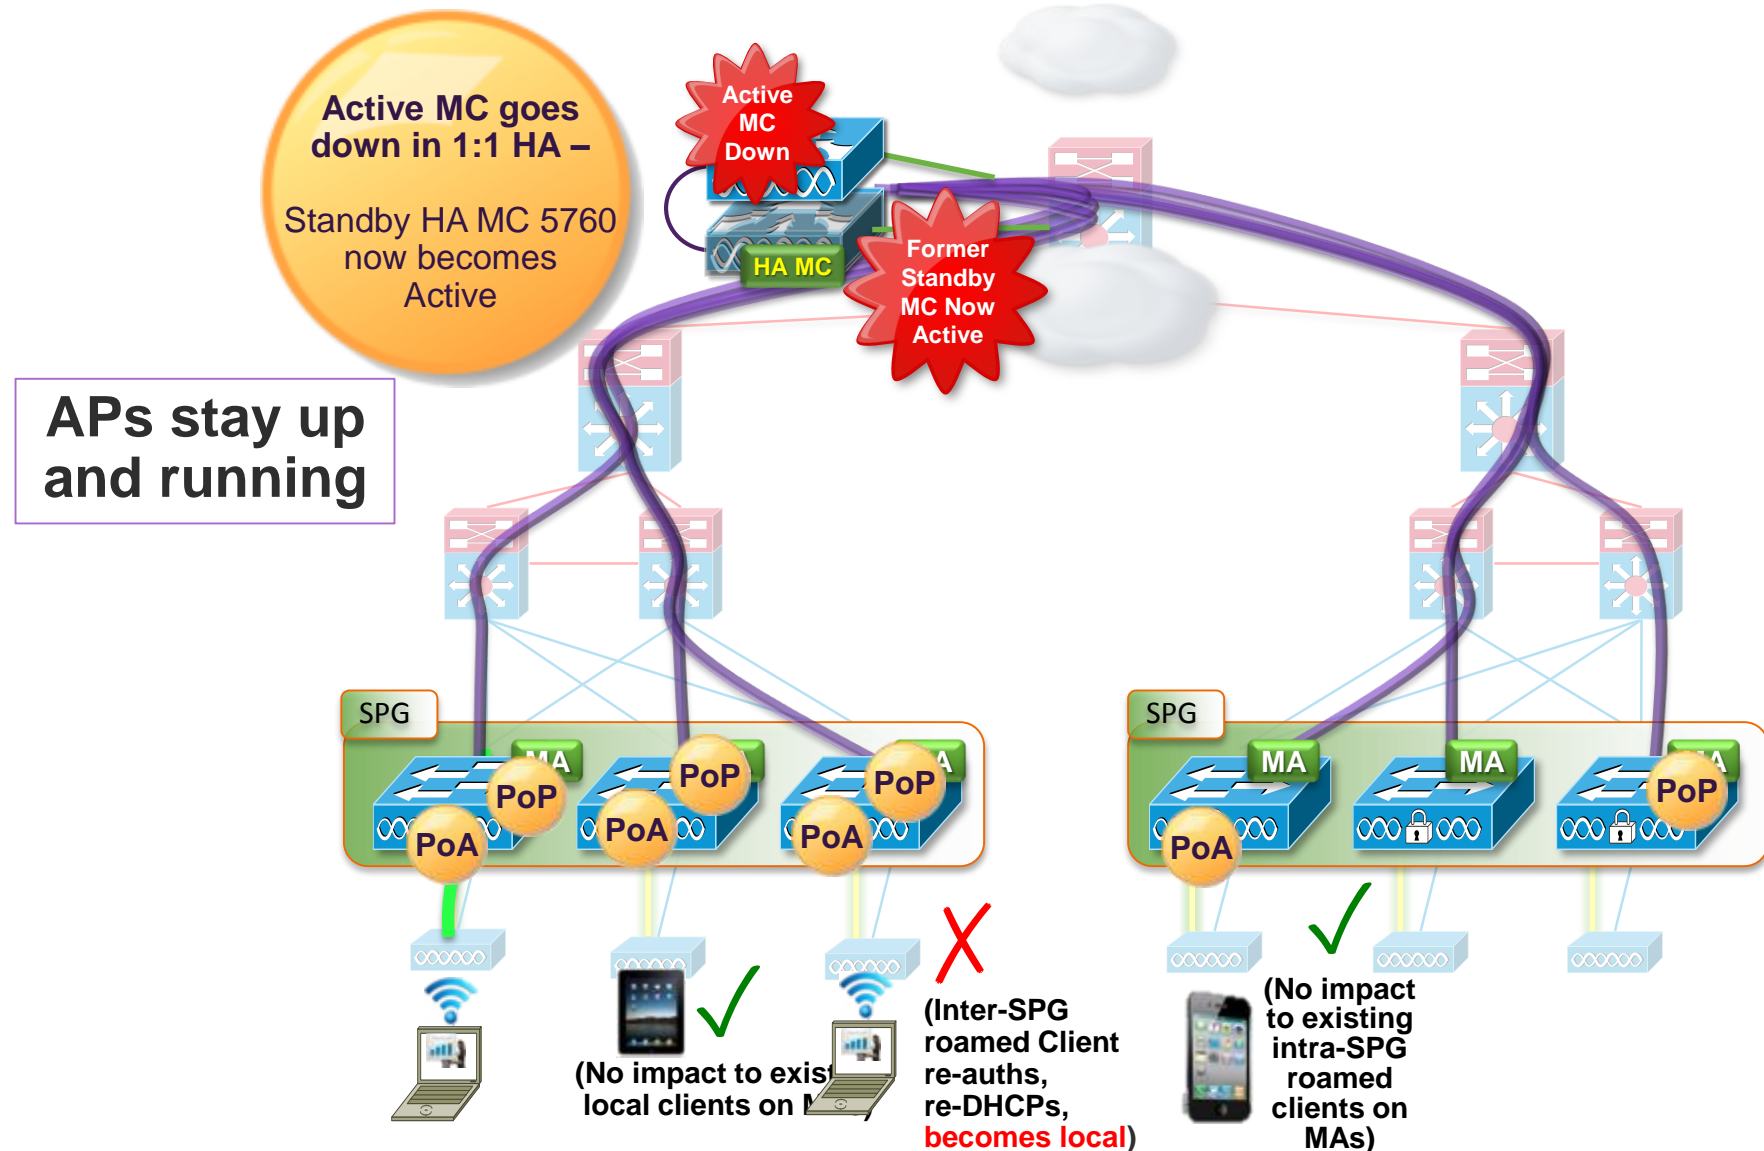 Active MC goes
down in 1:1 HA –
Standby HA MC 5760
now becomes
Active
Active
MC
Down
HA MC
Former
Standby
MC Now
Active
APs stay up
and running
SPG
MA
PoP
PoA
PoP
PoA
A
PoP
PoA
SPG
MA
MA
A
PoP
PoA
(No impact to exist
local clients on M
(Inter-SPG
roamed Client
re-auths,
re-DHCPs,
becomes local)
(No impact
to existing
intra-SPG
roamed
clients on
MAs)